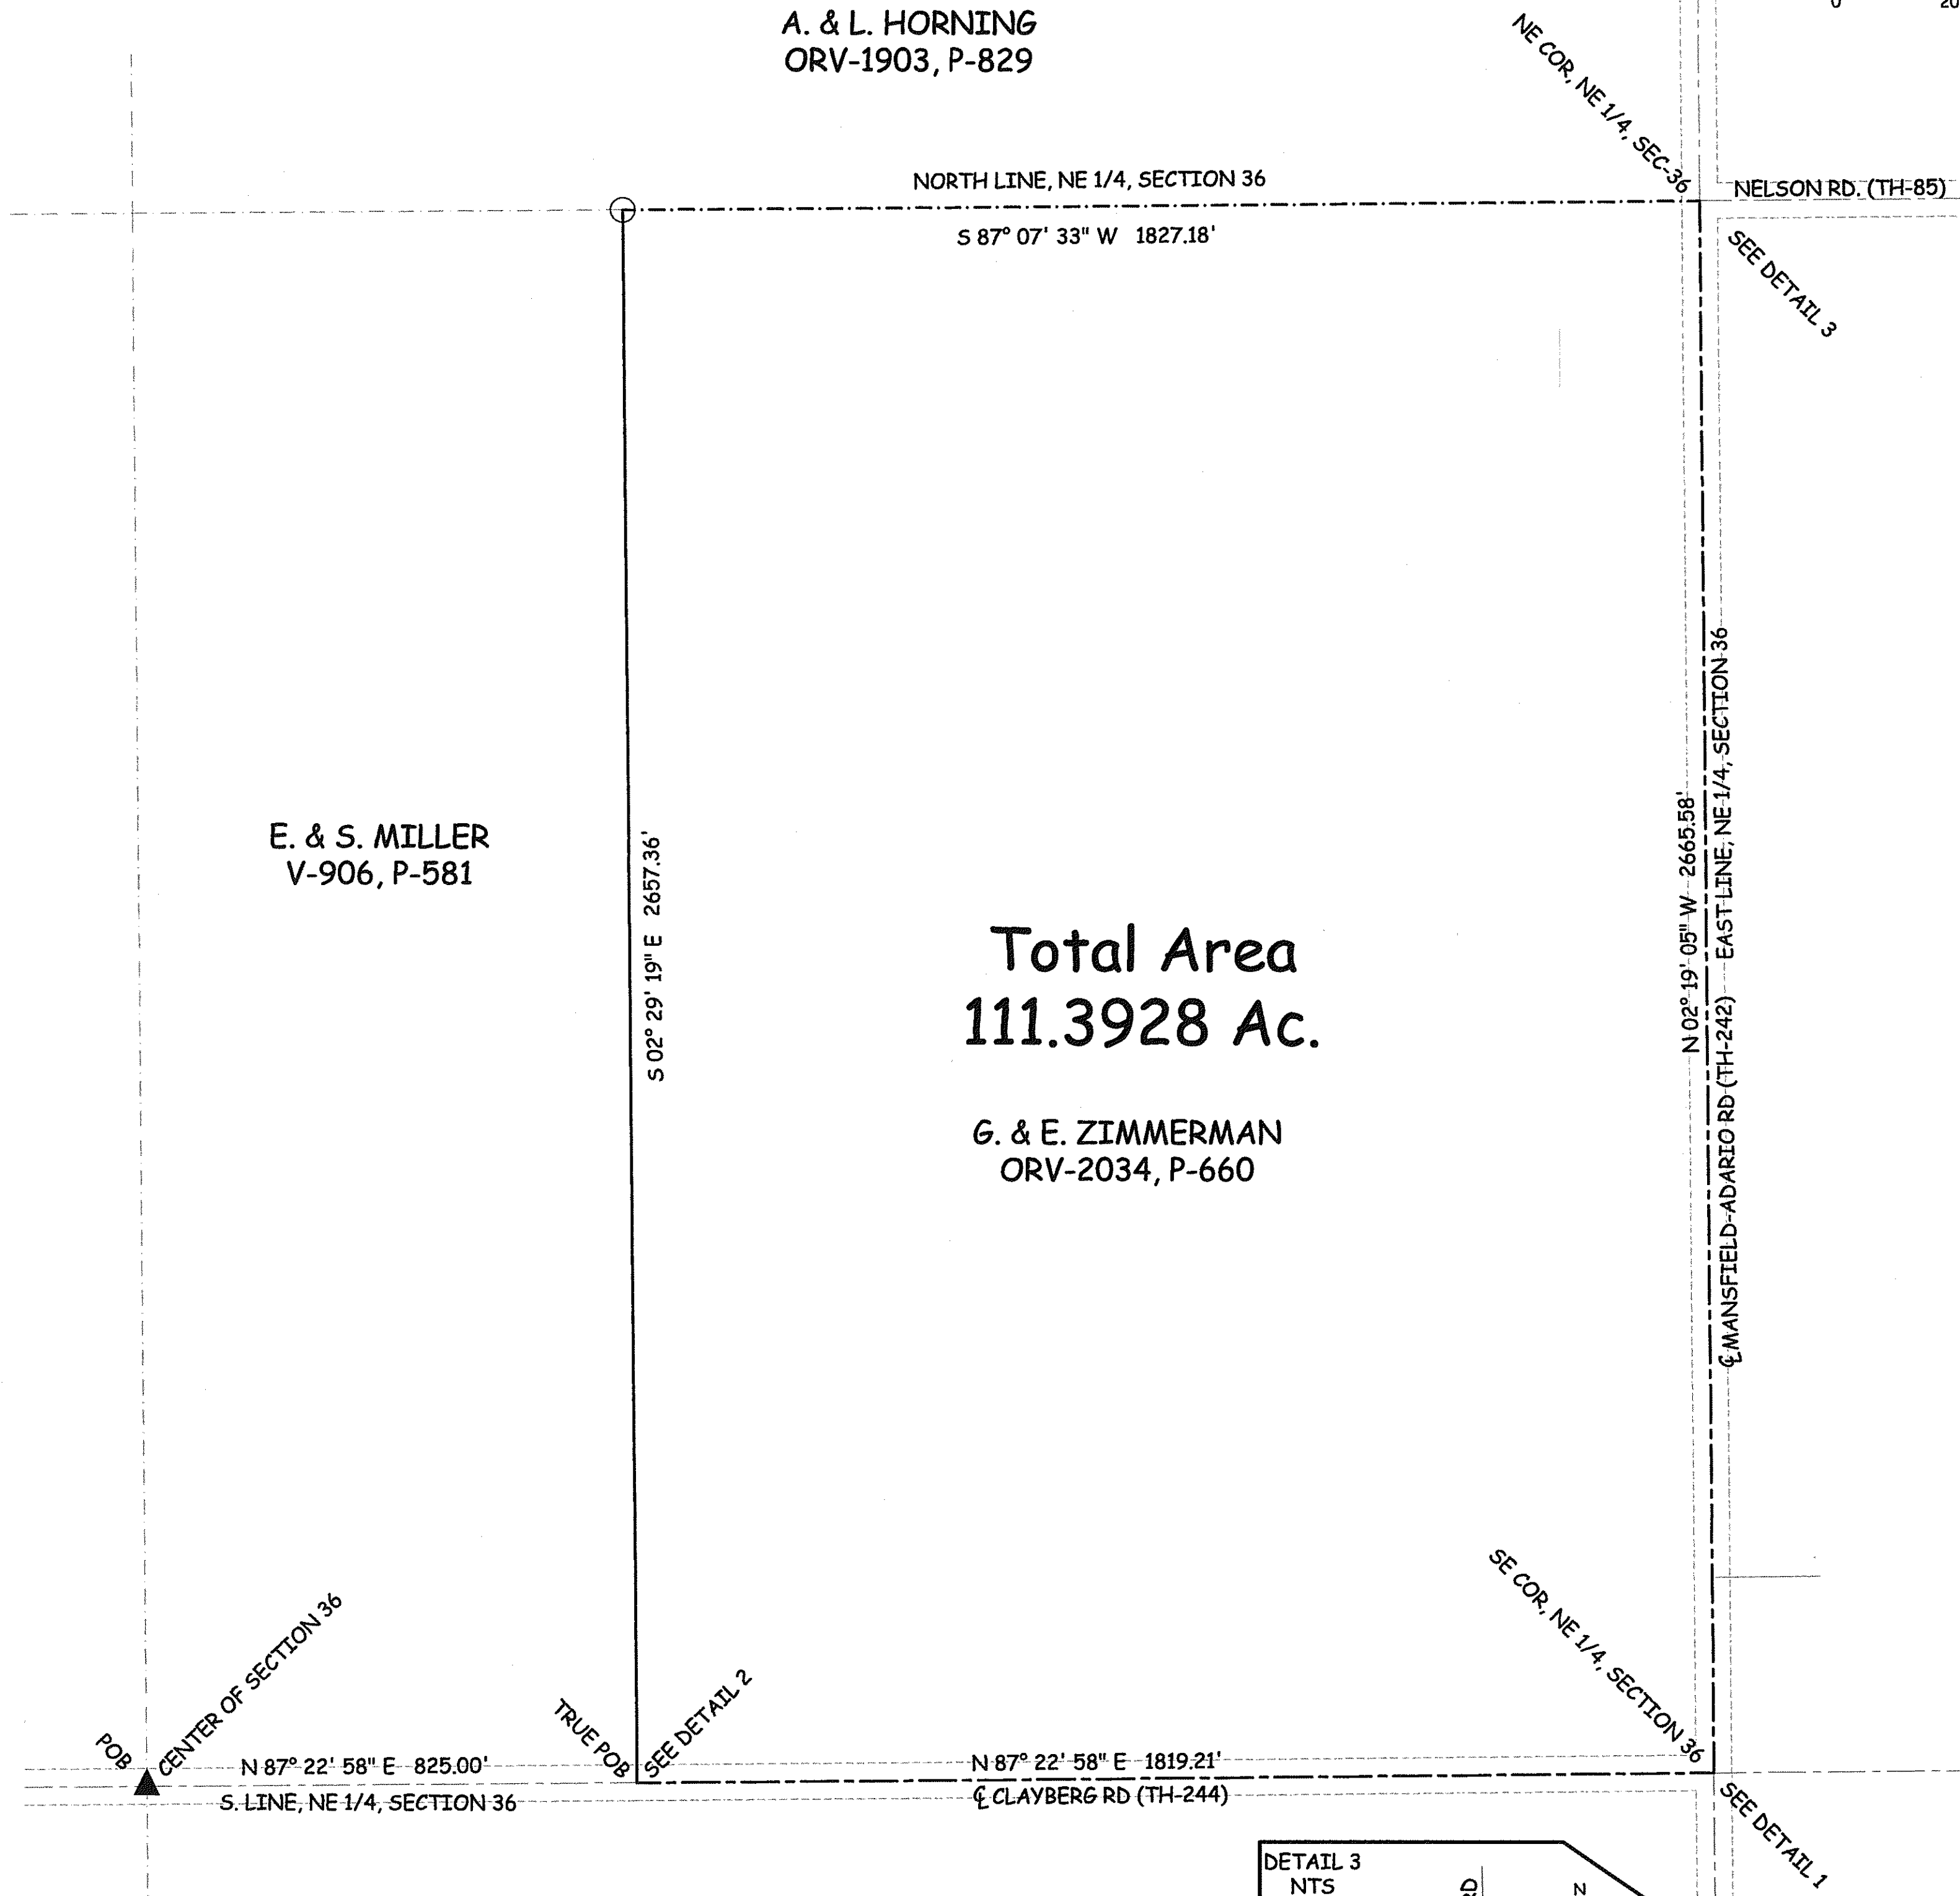 A. & L. HORNING
ORV-1903, P-829
0 20
NE COR, NE 1/4, SEC-36
NORTH LINE, NE 1/4, SECTION 36
NELSON RD. (TH-85)
S 87° 07' 33" W 1827.18'
SEE DETAIL 3
E. & S. MILLER
V-906, P-581
S 02° 29' 19" E 2657.36'
Total Area
111.3928 Ac.
G. & E. ZIMMERMAN
ORV-2034, P-660
N 02° 19' 05" W 2665.58'
℄ MANSFIELD-ADARIO RD (TH-242) EAST LINE, NE 1/4, SECTION 36
POB
CENTER OF SECTION 36
TRUE POB
SEE DETAIL 2
SE COR, NE 1/4, SECTION 36
N 87° 22' 58" E 825.00'
S. LINE, NE 1/4, SECTION 36
N 87° 22' 58" E 1819.21'
℄ CLAYBERG RD (TH-244)
SEE DETAIL 1
DETAIL 3
NTS
RD
N